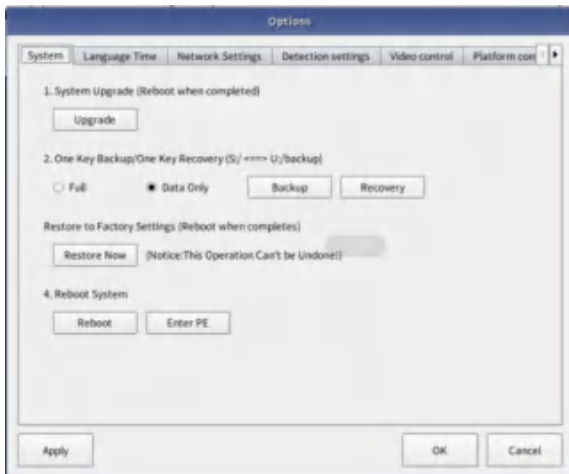 Options
System Language Time Network Settings Detection settings Video control Platform con
1. System Upgrade (Reboot when completed)
Upgrade
2. One Key Backup/One Key Recovery (S:/ <===> U:/backup)
Full Data Only Backup Recovery
Restore to Factory Settings (Reboot when completes)
Restore Now (Notice:This Operation Can't be Undone!)
4. Reboot System
Reboot Enter PE
Apply OK Cancel